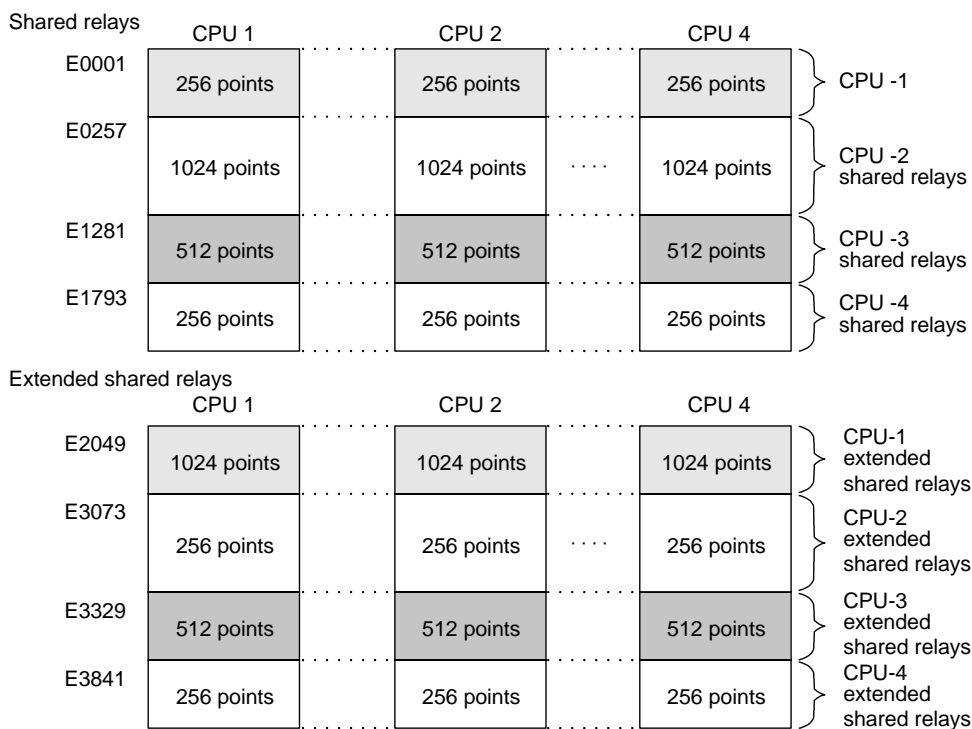 Shared relays
CPU 1 CPU 2 CPU 4
E0001 256 points 256 points 256 points CPU -1
E0257 1024 points 1024 points 1024 points CPU -2
shared relays
E1281 512 points 512 points 512 points CPU -3
shared relays
E1793 256 points 256 points 256 points CPU -4
shared relays
Extended shared relays
CPU 1 CPU 2 CPU 4
E2049 1024 points 1024 points 1024 points CPU-1
extended
shared relays
E3073 256 points 256 points 256 points CPU-2
extended
shared relays
E3329 512 points 512 points 512 points CPU-3
extended
shared relays
E3841 256 points 256 points 256 points CPU-4
extended
shared relays